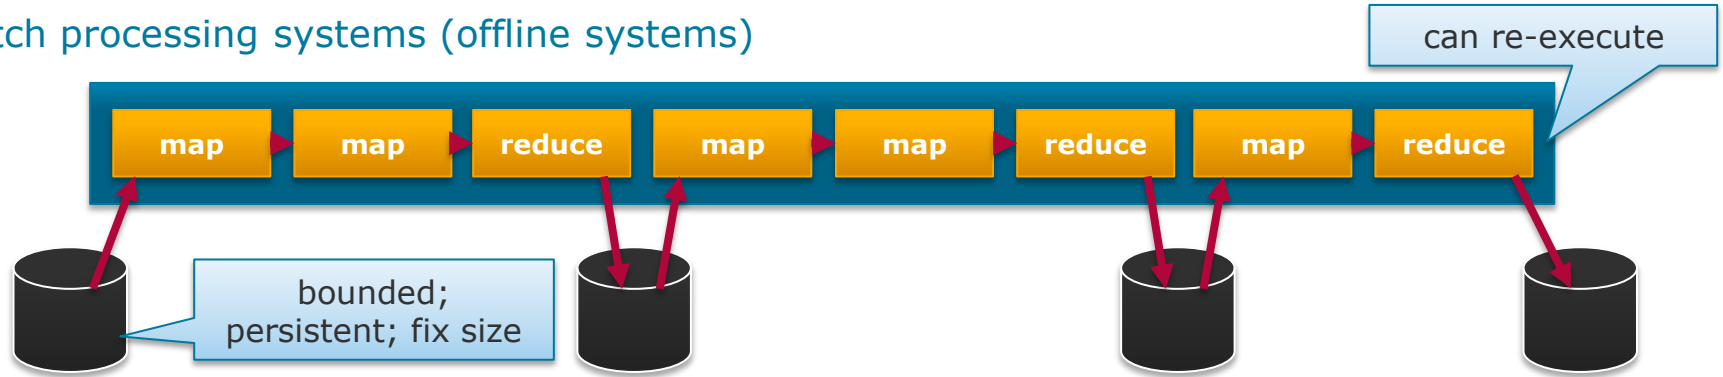 tch processing systems (offline systems)
can re-execute
map
map
reduce
map
map
reduce
map
reduce
bounded;
persistent; fix size